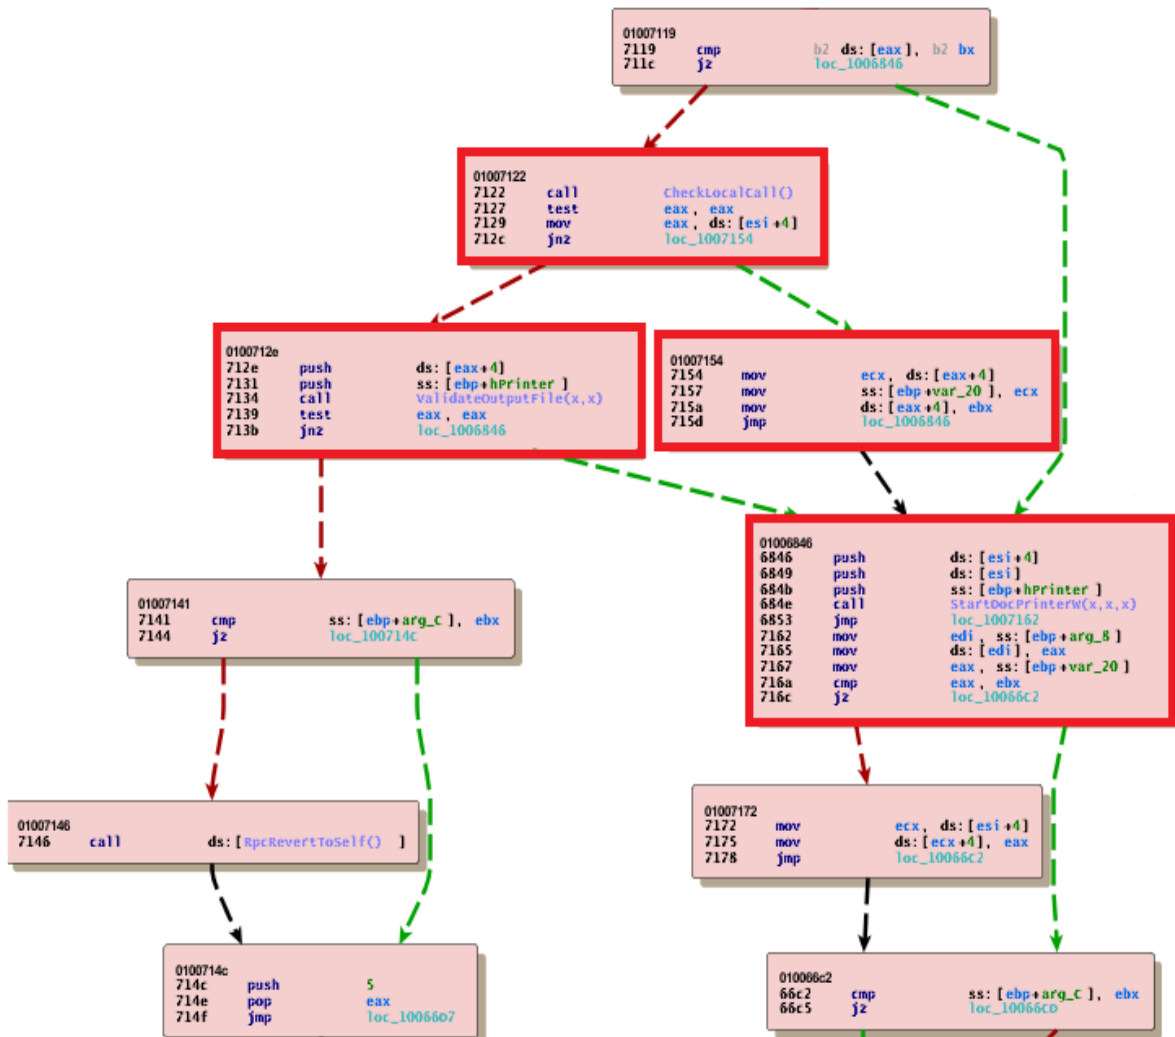 01007119
7119 cmp b2 ds:[eax], b2 bx
711c jz loc_1006846
01007122
7122 call CheckLocalCall()
7127 test eax, eax
7129 mov eax, ds:[esi+4]
712c jnz loc_1007154
0100712e
712e push ds:[eax+4]
7131 push ss:[ebp+hPrinter]
7134 call ValidateOutputFile(x,x)
7139 test eax, eax
713b jnz loc_1006846
01007154
7154 mov ecx, ds:[eax+4]
7157 mov ss:[ebp+var_20], ecx
715a mov ds:[eax+4], ebx
715d jmp loc_1006846
01006846
6846 push ds:[esi+4]
6849 push ds:[esi]
684b push ss:[ebp+hPrinter]
684e call StartDocPrinterW(x,x,x)
6853 jmp loc_1007162
7162 mov edi, ss:[ebp+arg_8]
7165 mov ds:[edi], eax
7167 mov eax, ss:[ebp+var_20]
716a cmp eax, ebx
716c jz loc_10066C2
01007141
7141 cmp ss:[ebp+arg_C], ebx
7144 jz loc_100714C
01007146
7146 call ds:[RpcRevertToSelf() ]
01007172
7172 mov ecx, ds:[esi+4]
7175 mov ds:[ecx+4], eax
7178 jmp loc_10066C2
0100714c
714c push 5
714e pop eax
714f jmp loc_10066D7
010066c2
66c2 cmp ss:[ebp+arg_C], ebx
66c5 jz loc_10066CD